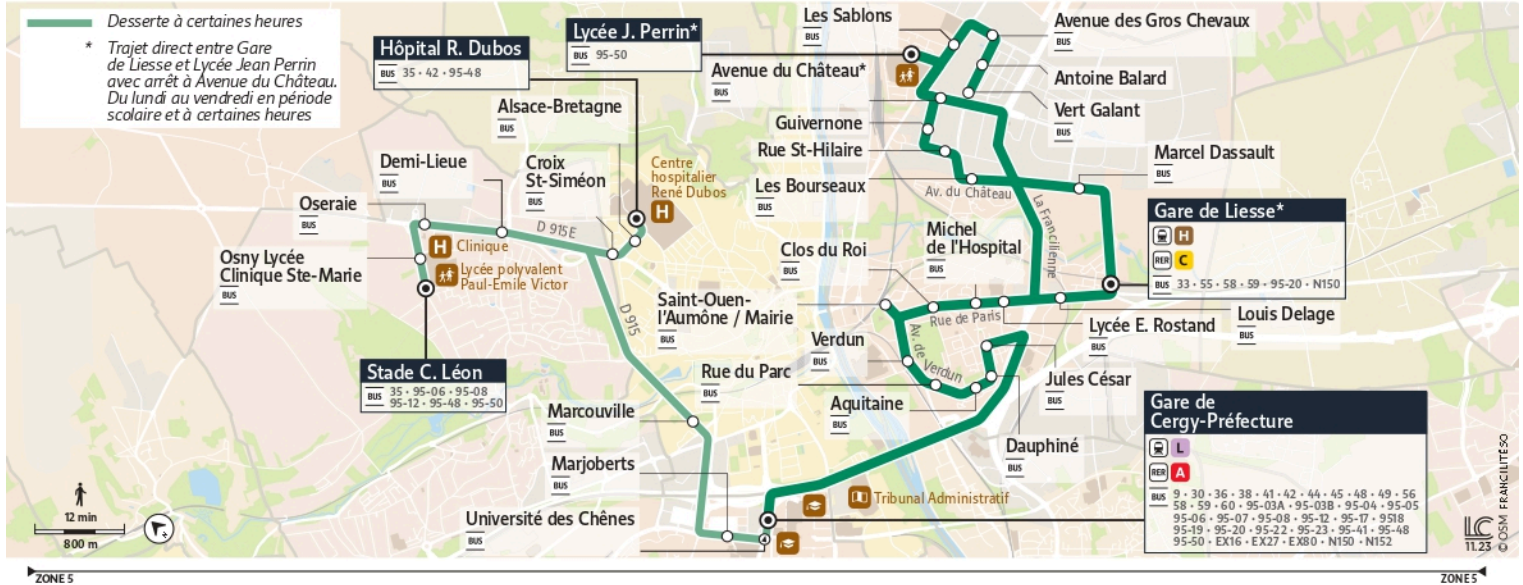 Desserte à certaines heures
* Trajet direct entre Gare
de Liesse et Lycée Jean Perrin
avec arrêt à Avenue du Château.
Du lundi au vendredi en période
scolaire et à certaines heures
Hôpital R. Dubos
BUS 35 • 42 • 95-48
Lycée J. Perrin*
BUS 95-50
Les Sablons
BUS
Avenue des Gros Chevaux
BUS
Avenue du Château*
BUS
Antoine Balard
BUS
Alsace-Bretagne
BUS
Vert Galant
BUS
Guivernone
BUS
Rue St-Hilaire
BUS
Marcel Dassault
BUS
Demi-Lieue
BUS
Croix
St-Siméon
BUS
Centre
hospitalier
René Dubos
H
Les Bourseaux
BUS
Av. du Château
La Francilienne
Oseraie
BUS
D 915E
Gare de Liesse*
H
RER C
BUS 33 • 55 • 58 • 59 • 95-20 • N150
Michel
de l'Hospital
BUS
Clos du Roi
BUS
H Clinique
Osny Lycée
Clinique Ste-Marie
BUS
Lycée polyvalent
Paul-Emile Victor
D 915
Saint-Ouen-
l'Aumône / Mairie
BUS
Rue de Paris
Louis Delage
BUS
Lycée E. Rostand
BUS
Verdun
BUS
Av. de Verdun
Stade C. Léon
BUS 35 • 95-06 • 95-08
95-12 • 95-48 • 95-50
Rue du Parc
BUS
Jules César
BUS
Aquitaine
BUS
Marcouville
BUS
Dauphiné
BUS
Gare de
Cergy-Préfecture
L
RER A
BUS 9 • 30 • 36 • 38 • 41 • 42 • 44 • 45 • 48 • 49 • 56
58 • 59 • 60 • 95-03A • 95-03B • 95-04 • 95-05
95-06 • 95-07 • 95-08 • 95-12 • 95-17 • 9518
95-19 • 95-20 • 95-22 • 95-23 • 95-41 • 95-48
95-50 • EX16 • EX27 • EX80 • N150 • N152
Marjoberts
BUS
Tribunal Administratif
Université des Chênes
BUS
12 min
800 m
LC
11.23
© OSM FRANCILITÉ SO
ZONE 5
ZONE 5